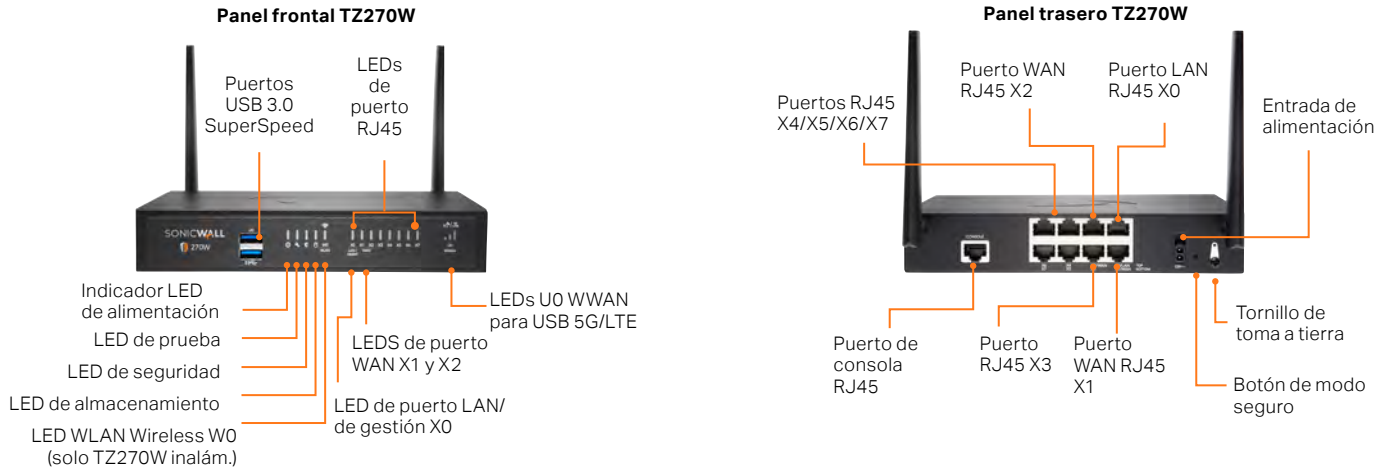 Panel frontal TZ270W
Puertos
USB 3.0
SuperSpeed
LEDs
de
puerto
RJ45
SONICWALL
270W
Indicador LED
de alimentación
LED de prueba
LED de seguridad
LED de almacenamiento
LED WLAN Wireless W0
(solo TZ270W inalám.)
LEDS de puerto
WAN X1 y X2
LED de puerto LAN/
de gestión X0
LEDs U0 WWAN
para USB 5G/LTE
Panel trasero TZ270W
Puertos RJ45
X4/X5/X6/X7
Puerto WAN
RJ45 X2
Puerto LAN
RJ45 X0
Entrada de
alimentación
CONSOLE
Puerto de
consola
RJ45
Puerto
RJ45 X3
Puerto
WAN RJ45
X1
Tornillo de
toma a tierra
Botón de modo
seguro